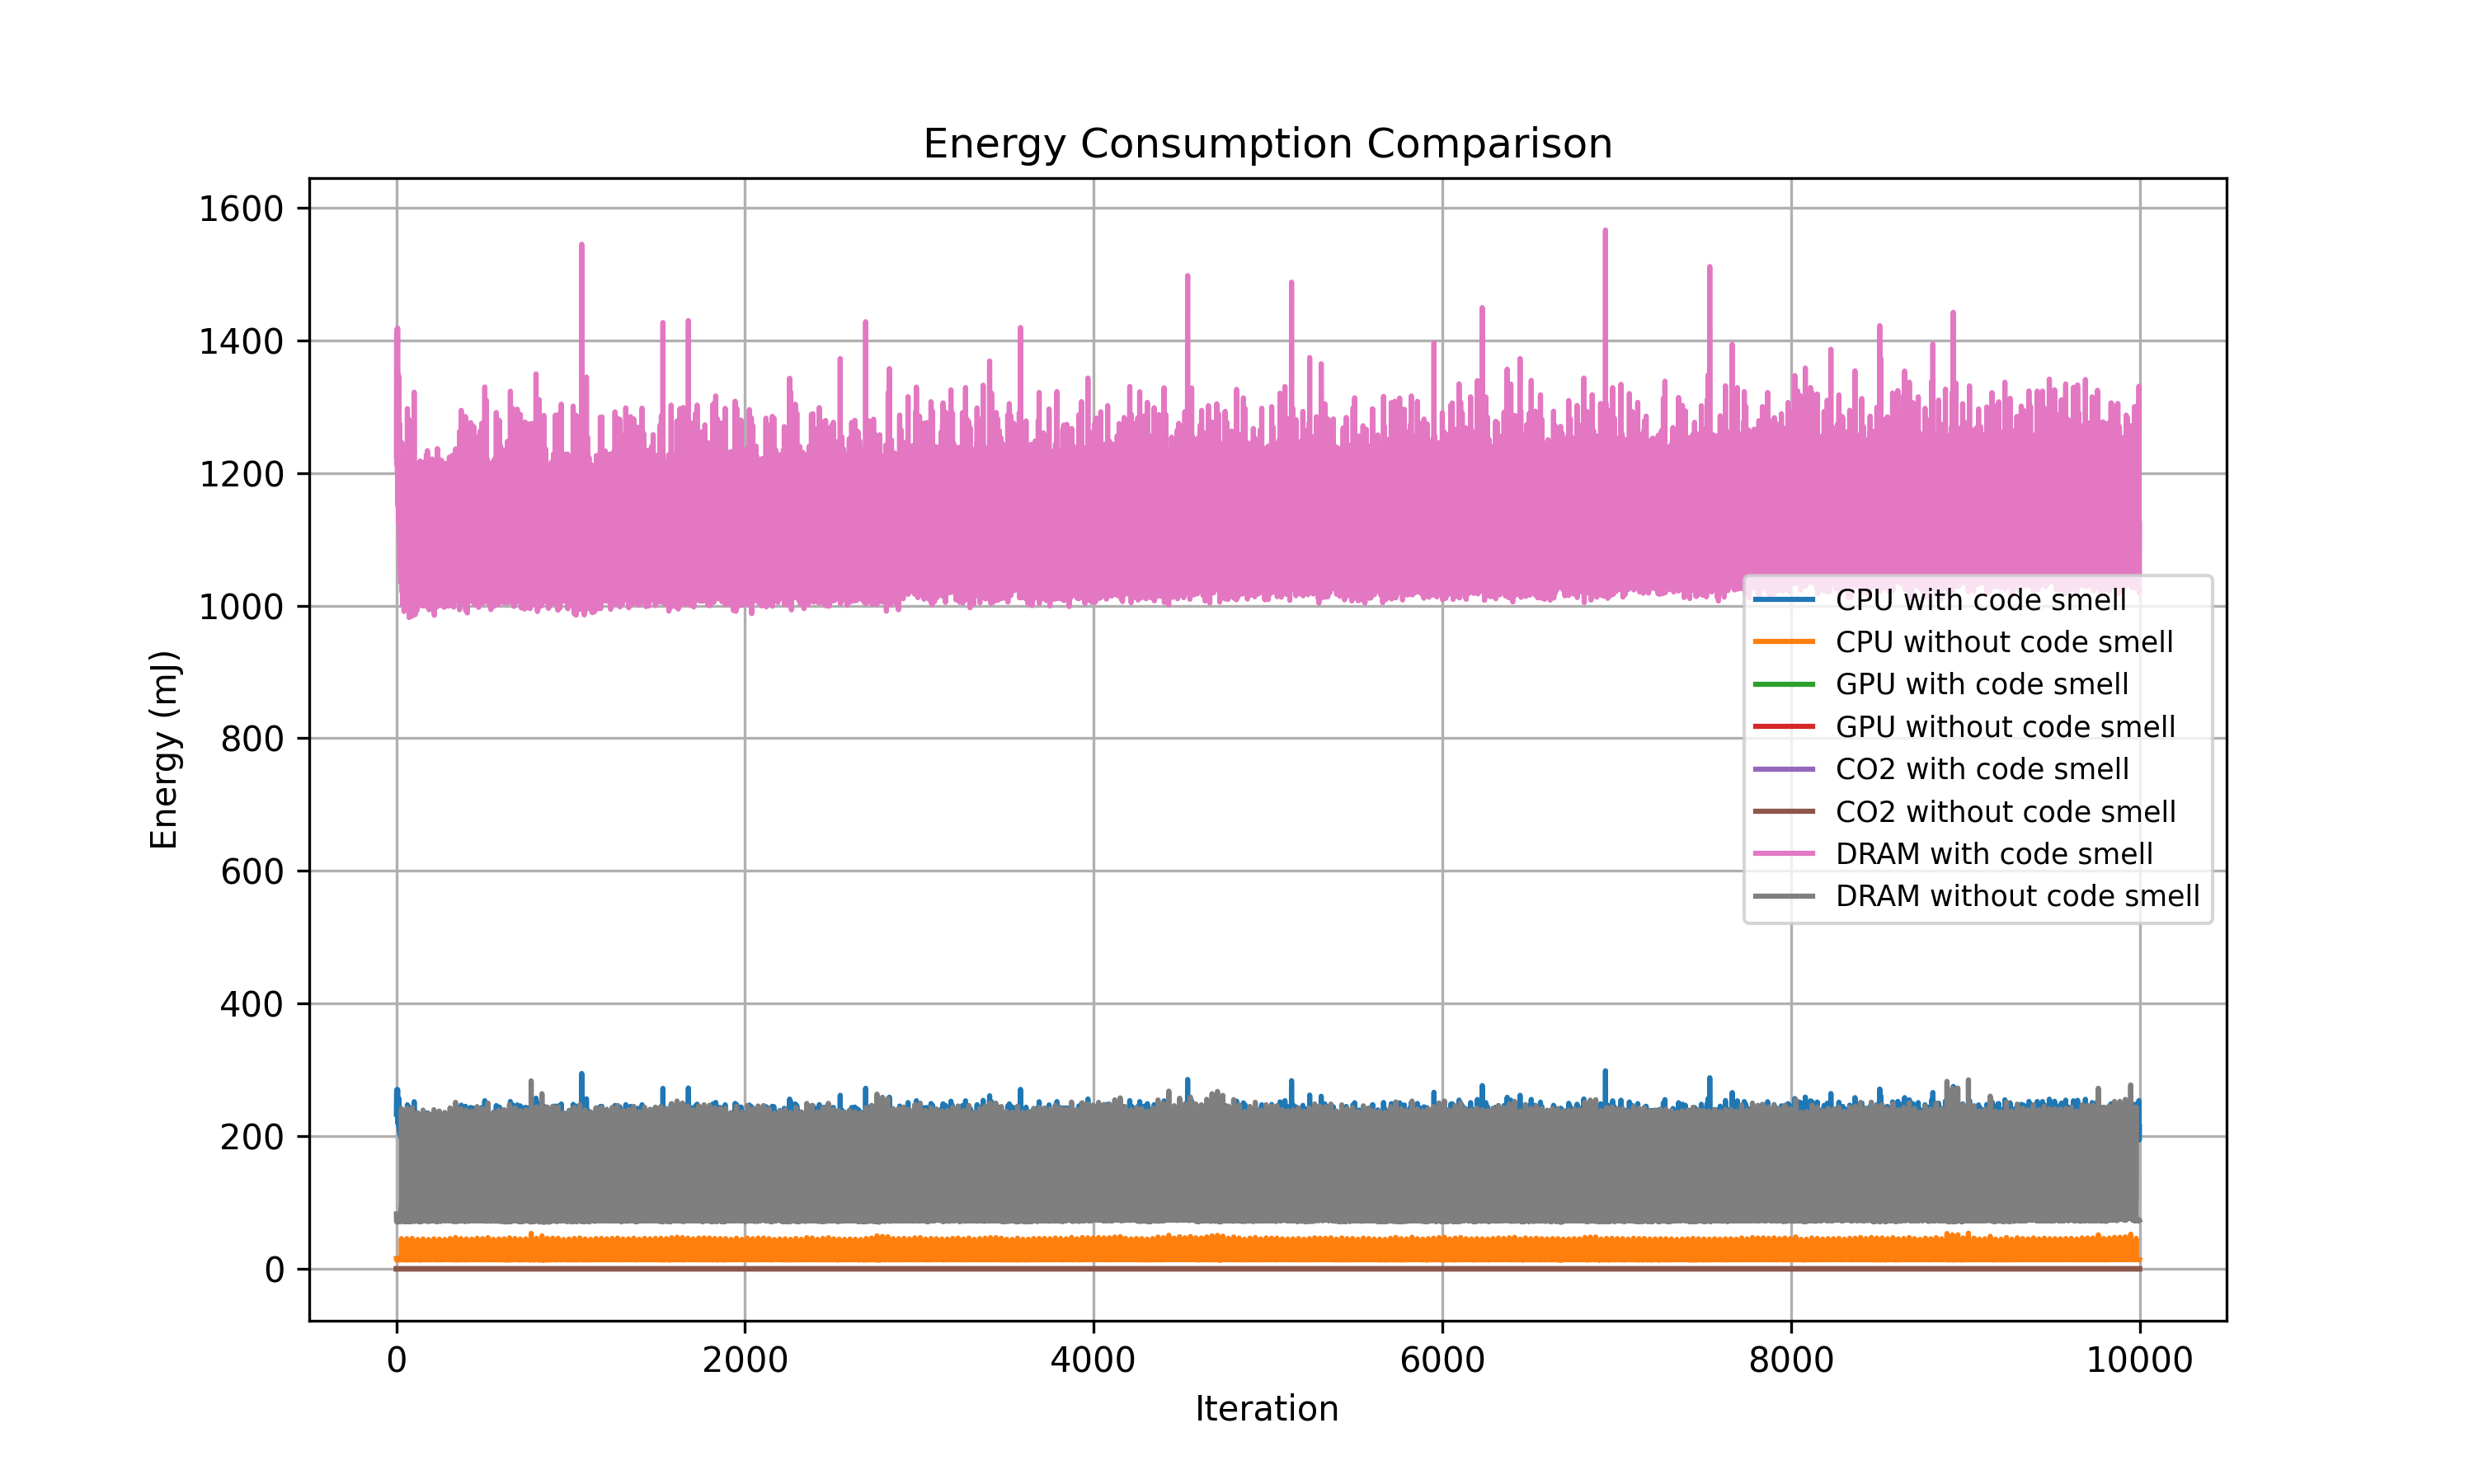 Energy Consumption Comparison
Energy (mJ)
1600
1400
1200
1000
800
600
400
200
0
CPU with code smell
CPU without code smell
GPU with code smell
GPU without code smell
CO2 with code smell
CO2 without code smell
DRAM with code smell
DRAM without code smell
0 2000 4000 6000 8000 10000
Iteration